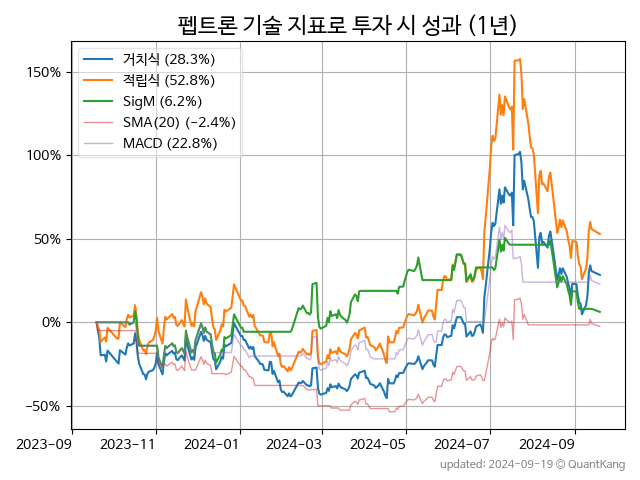 펩트론 기술 지표로 투자 시 성과 (1년)
거치식 (28.3%)
적립식 (52.8%)
SigM (6.2%)
SMA(20) (-2.4%)
MACD (22.8%)
150%
100%
50%
0%
−50%
2023-09 2023-11 2024-01 2024-03 2024-05 2024-07 2024-09
updated: 2024-09-19 @ QuantKang